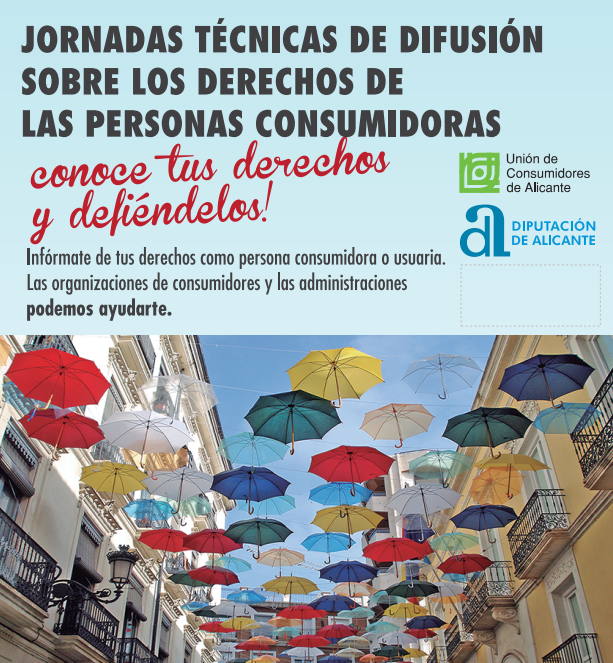 JORNADAS TÉCNICAS DE DIFUSIÓN
SOBRE LOS DERECHOS DE
LAS PERSONAS CONSUMIDORAS
conoce tus derechos
y defiéndelos!
Infórmate de tus derechos como persona consumidora o usuaria.
Las organizaciones de consumidores y las administraciones
podemos ayudarte.
Unión de
Consumidores
de Alicante
DIPUTACIÓN
DE ALICANTE